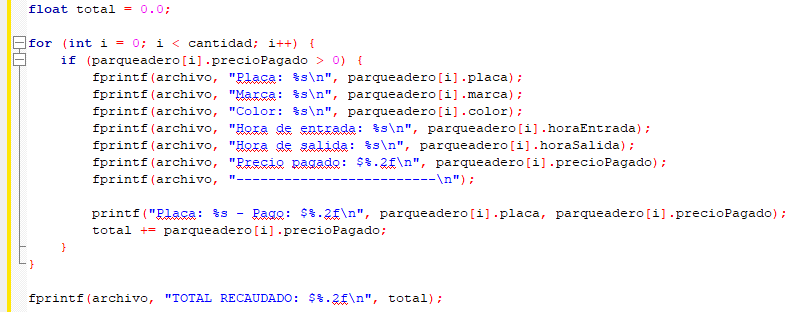 float total = 0.0;
for (int i = 0; i < cantidad; i++) {
if (parqueadero[i].precioPagado > 0) {
fprintf(archivo, "Placa: %s\n", parqueadero[i].placa);
fprintf(archivo, "Marca: %s\n", parqueadero[i].marca);
fprintf(archivo, "Color: %s\n", parqueadero[i].color);
fprintf(archivo, "Hora de entrada: %s\n", parqueadero[i].horaEntrada);
fprintf(archivo, "Hora de salida: %s\n", parqueadero[i].horaSalida);
fprintf(archivo, "Precio pagado: $%.2f\n", parqueadero[i].precioPagado);
fprintf(archivo, "-------------------------\n");
printf("Placa: %s - Pago: $%.2f\n", parqueadero[i].placa, parqueadero[i].precioPagado);
total += parqueadero[i].precioPagado;
}
}
fprintf(archivo, "TOTAL RECAUDADO: $%.2f\n", total);